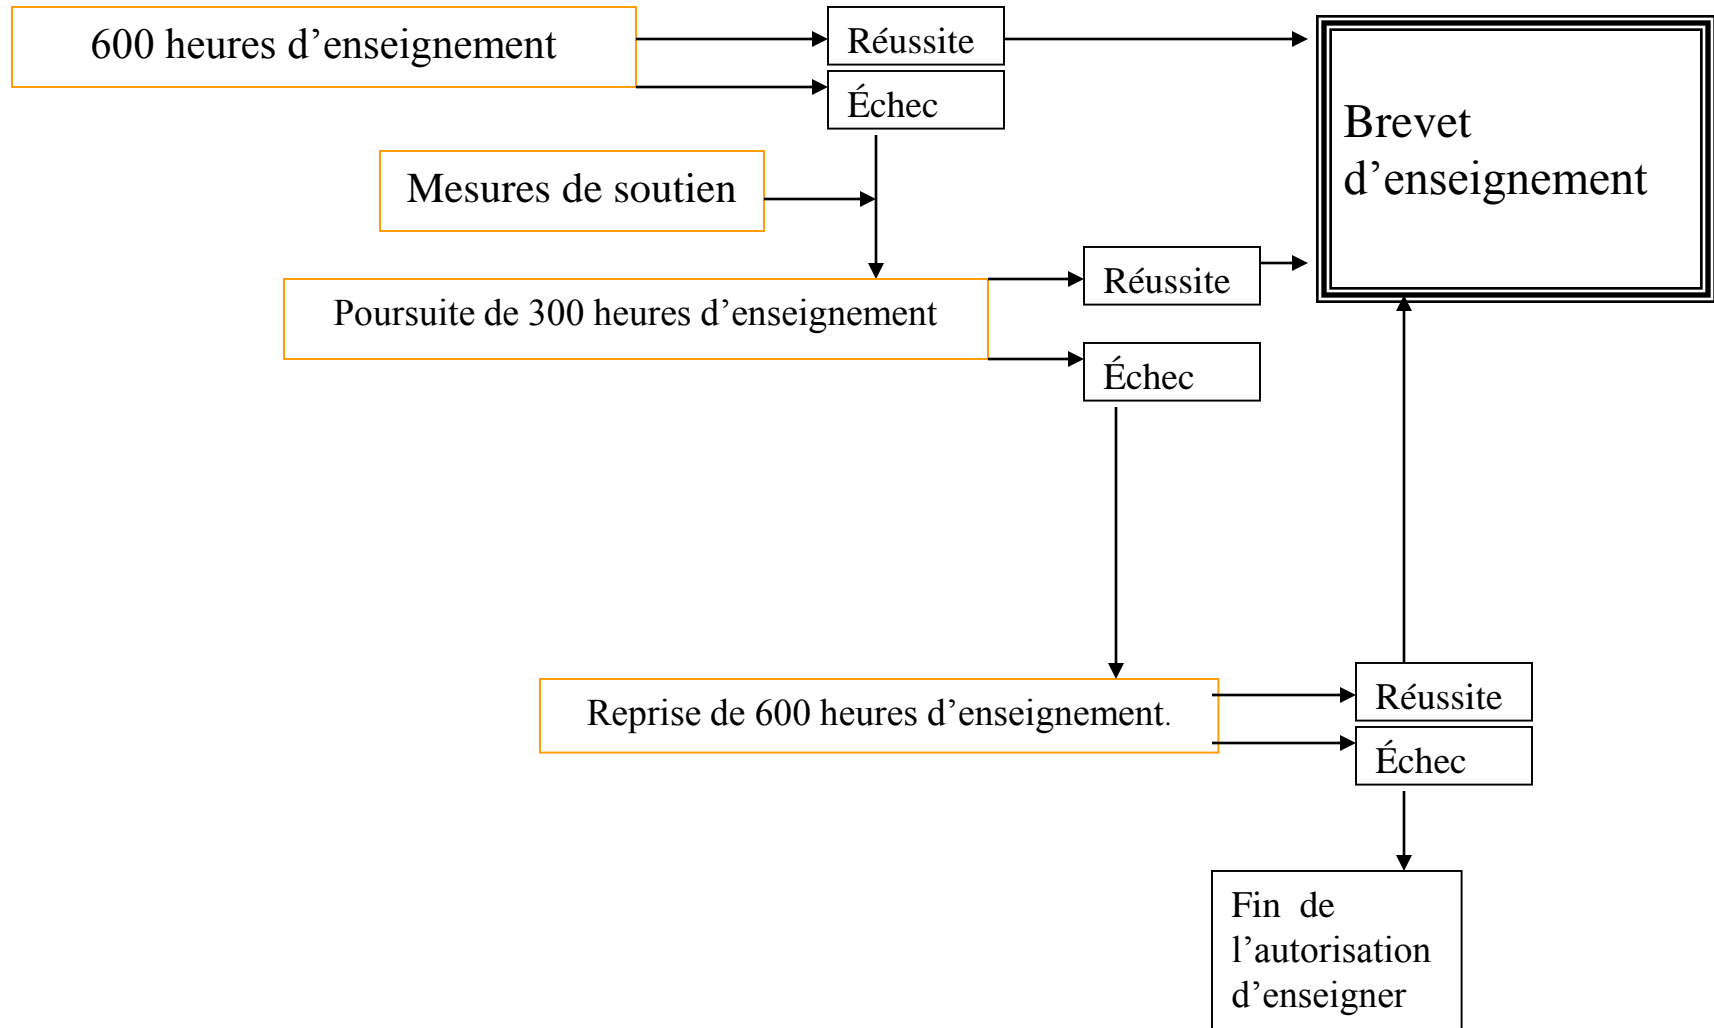 600 heures d’enseignement
Réussite
Échec
Brevet
d’enseignement
Mesures de soutien
Poursuite de 300 heures d’enseignement
Réussite
Échec
Reprise de 600 heures d’enseignement.
Réussite
Échec
Fin de
l’autorisation
d’enseigner